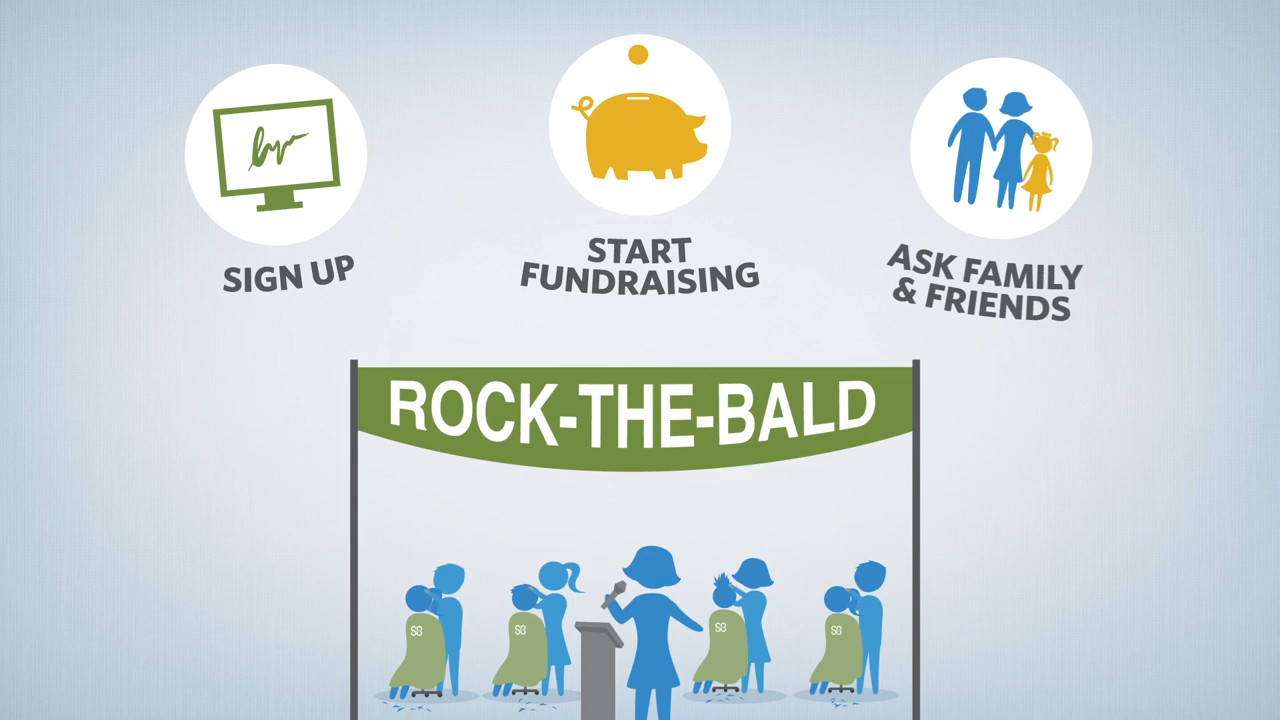 SIGN UP
START
FUNDRAISING
ASK FAMILY
& FRIENDS
ROCK-THE-BALD